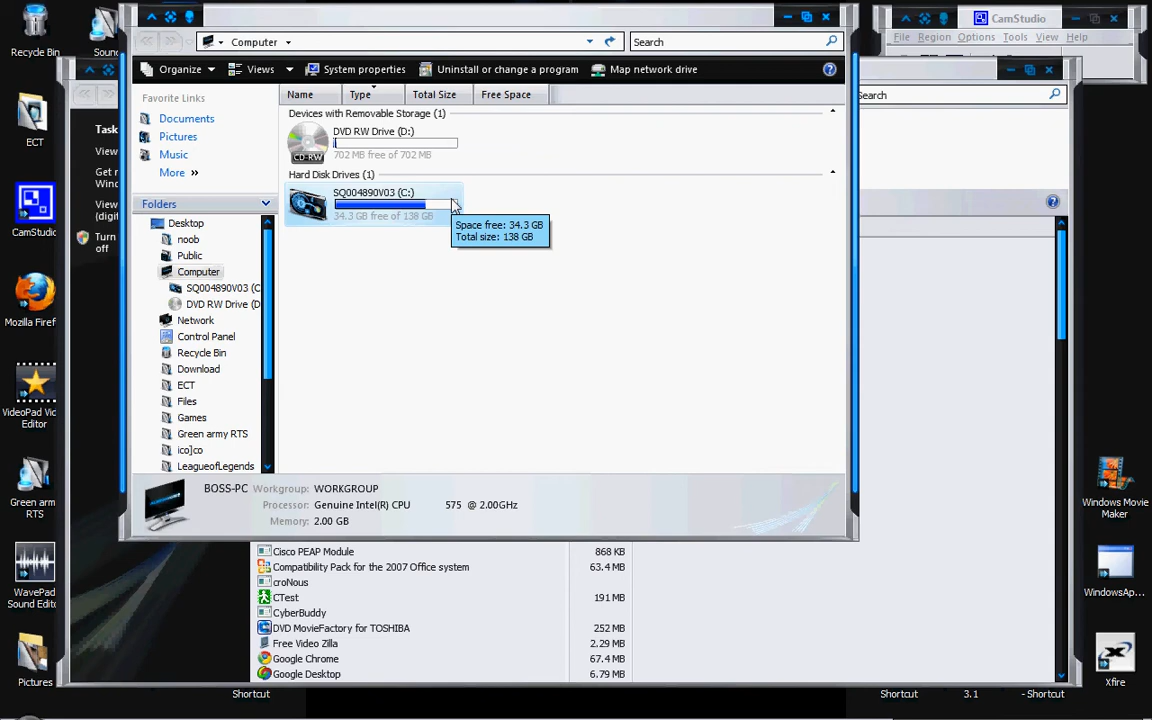 Recycle Bin
Soun
ECT
CamStudio
Mozilla Firef
VideoPad Vid
Editor
Green arm
RTS
WavePad
Sound Edito
Pictures
Task
View
Get r
Winc
View
(digit
Turn
off
Computer
Search
Organize
Views
System properties
Uninstall or change a program
Map network drive
Favorite Links
Documents
Pictures
Music
More »
Folders
Desktop
noob
Public
Computer
SQ004890V03 (C
DVD RW Drive (D
Network
Control Panel
Recycle Bin
Download
ECT
Files
Games
Green army RTS
ico]co
LeagueofLegends
Name
Type
Total Size
Free Space
Devices with Removable Storage (1)
DVD RW Drive (D:)
702 MB free of 702 MB
CD-RW
Hard Disk Drives (1)
SQ004890V03 (C:)
34.3 GB free of 138 GB
Space free: 34.3 GB
Total size: 138 GB
BOSS-PC
Workgroup: WORKGROUP
Processor: Genuine Intel(R) CPU 575 @ 2.00GHz
Memory: 2.00 GB
CamStudio
File Region Options Tools View Help
Search
Cisco PEAP Module 868 KB
Compatibility Pack for the 2007 Office system 63.4 MB
croNous
CTest 191 MB
CyberBuddy
DVD MovieFactory for TOSHIBA 252 MB
Free Video Zilla 2.29 MB
Google Chrome 67.4 MB
Google Desktop 6.79 MB
Shortcut
Shortcut
3.1
- Shortcut
Windows Movie
Maker
WindowsAp...
Xfire